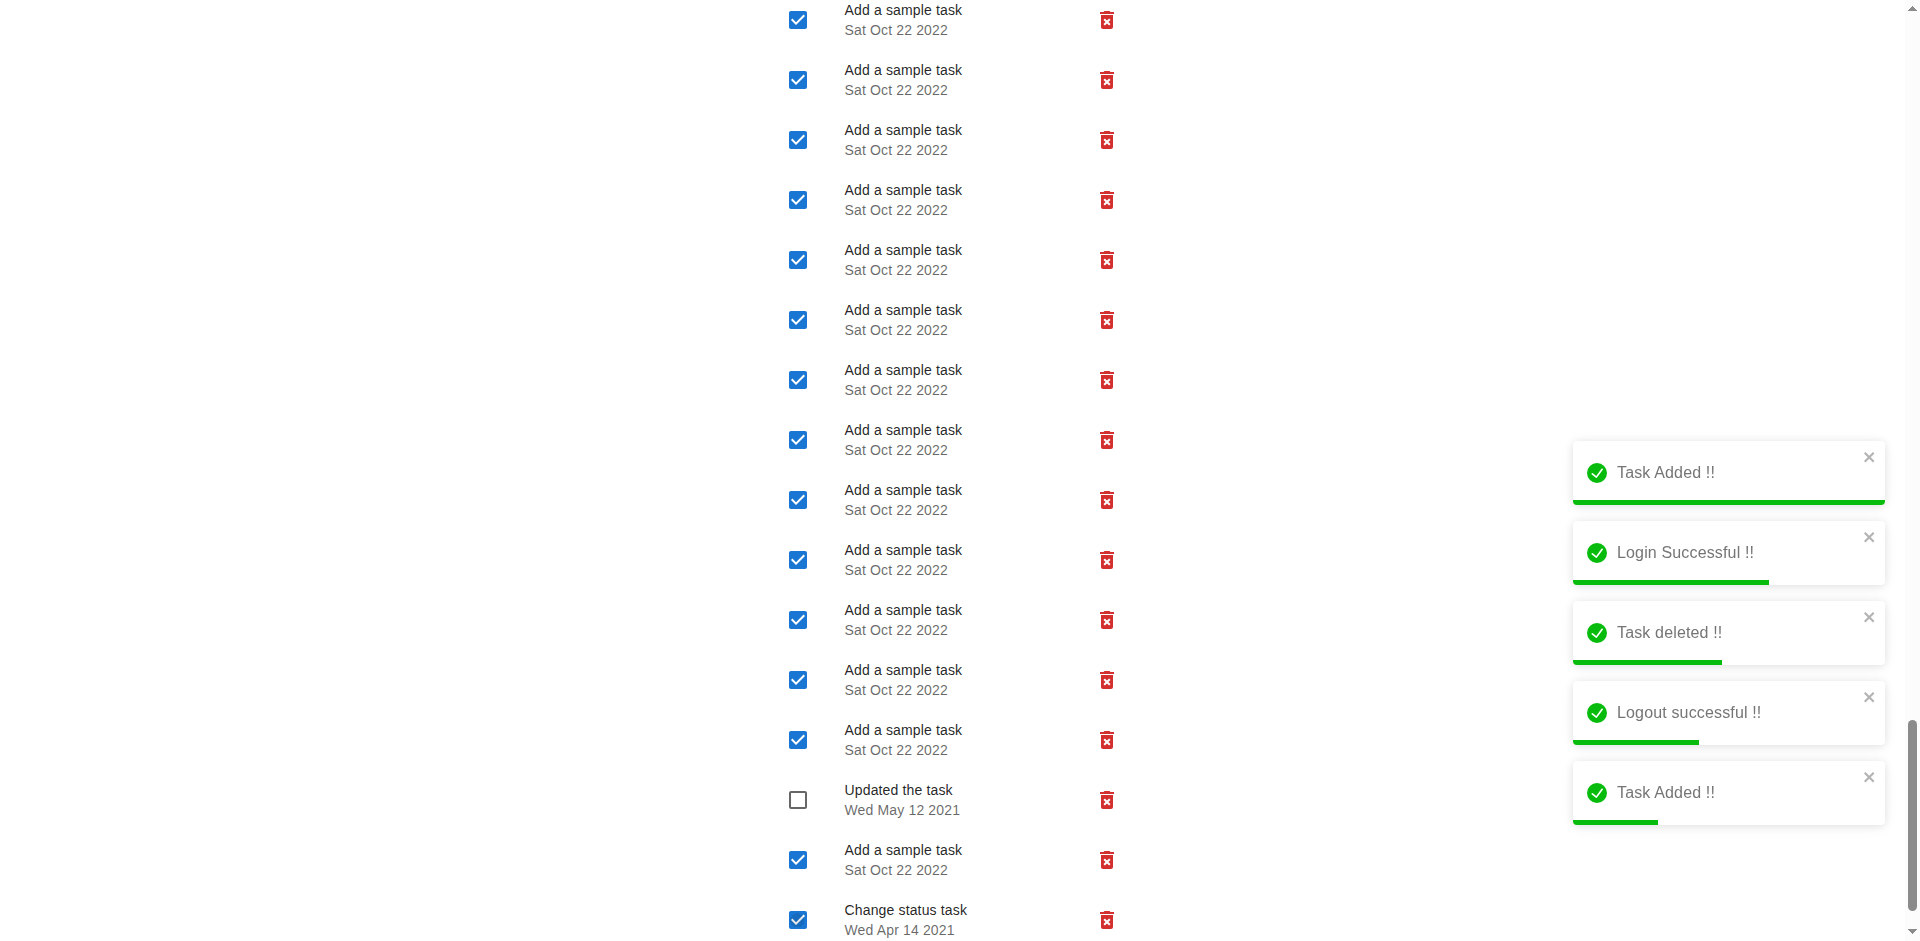 Add a sample task
Sat Oct 22 2022
Add a sample task
Sat Oct 22 2022
Add a sample task
Sat Oct 22 2022
Add a sample task
Sat Oct 22 2022
Add a sample task
Sat Oct 22 2022
Add a sample task
Sat Oct 22 2022
Add a sample task
Sat Oct 22 2022
Add a sample task
Sat Oct 22 2022
Add a sample task
Sat Oct 22 2022
Add a sample task
Sat Oct 22 2022
Add a sample task
Sat Oct 22 2022
Add a sample task
Sat Oct 22 2022
Add a sample task
Sat Oct 22 2022
Updated the task
Wed May 12 2021
Add a sample task
Sat Oct 22 2022
Change status task
Wed Apr 14 2021
Task Added !!
Login Successful !!
Task deleted !!
Logout successful !!
Task Added !!